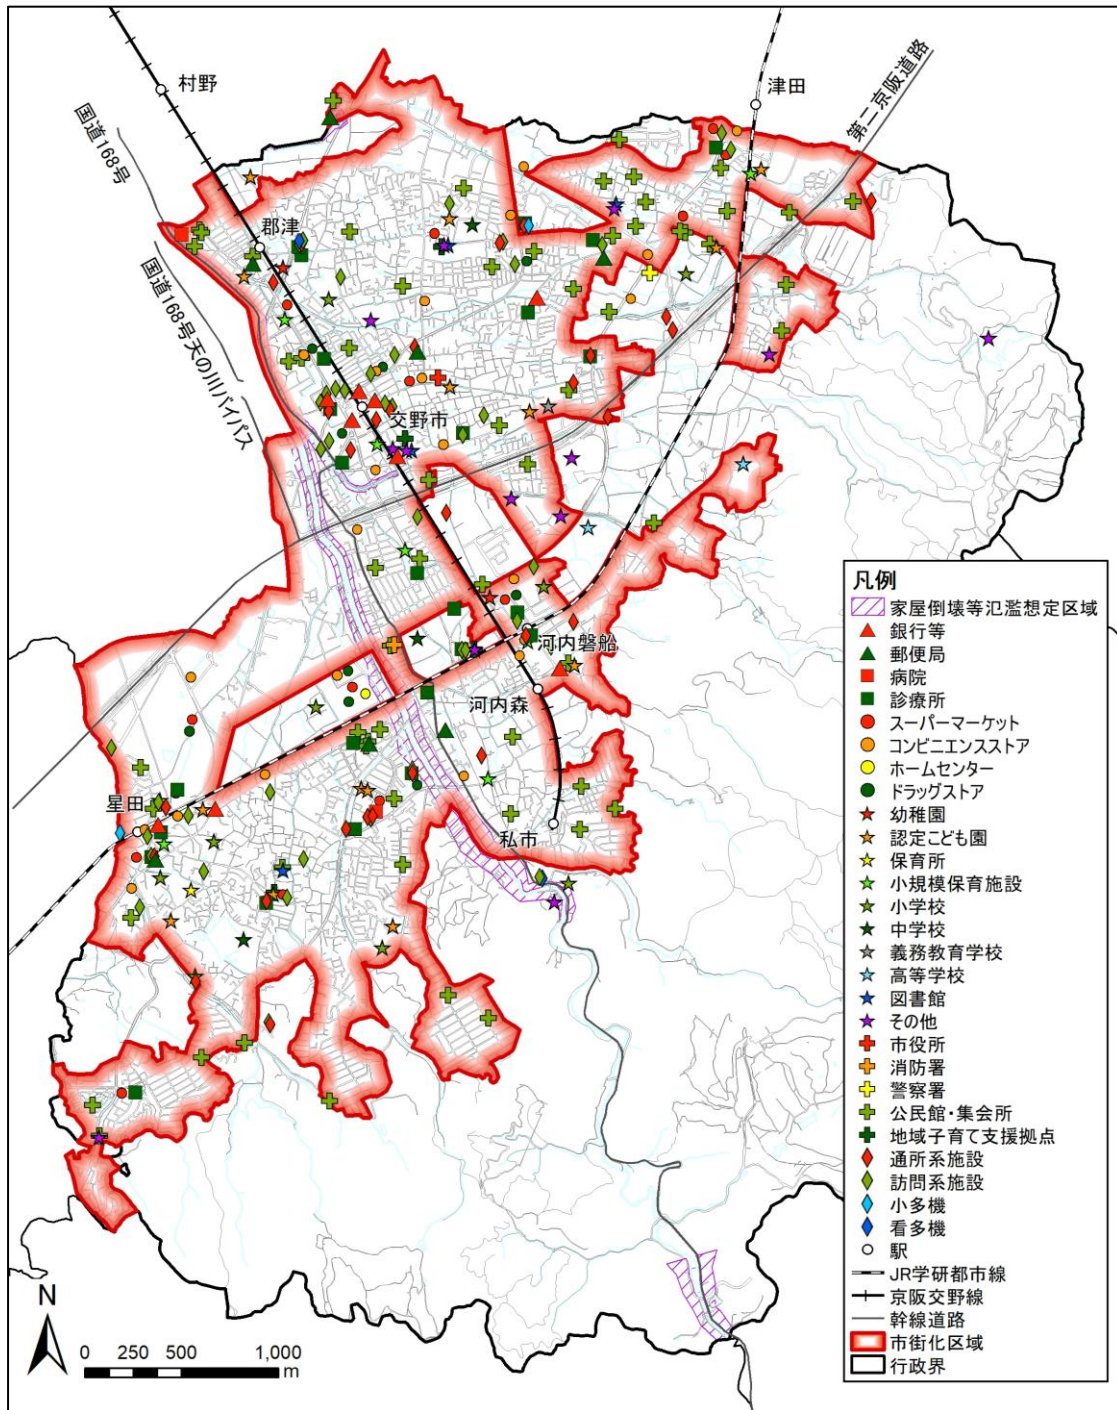 村野
津田
国道168号
第二京阪道路
郡津
国道168号天の川バイパス
交野市
河内磐船
河内森
星田
私市
凡例
家屋倒壊等氾濫想定区域
銀行等
郵便局
病院
診療所
スーパーマーケット
コンビニエンスストア
ホームセンター
ドラッグストア
幼稚園
認定こども園
保育所
小規模保育施設
小学校
中学校
義務教育学校
高等学校
図書館
その他
市役所
消防署
警察署
公民館・集会所
地域子育て支援拠点
通所系施設
訪問系施設
小多機
看多機
駅
JR学研都市線
京阪交野線
幹線道路
市街化区域
行政界
N
0 250 500 1,000
m